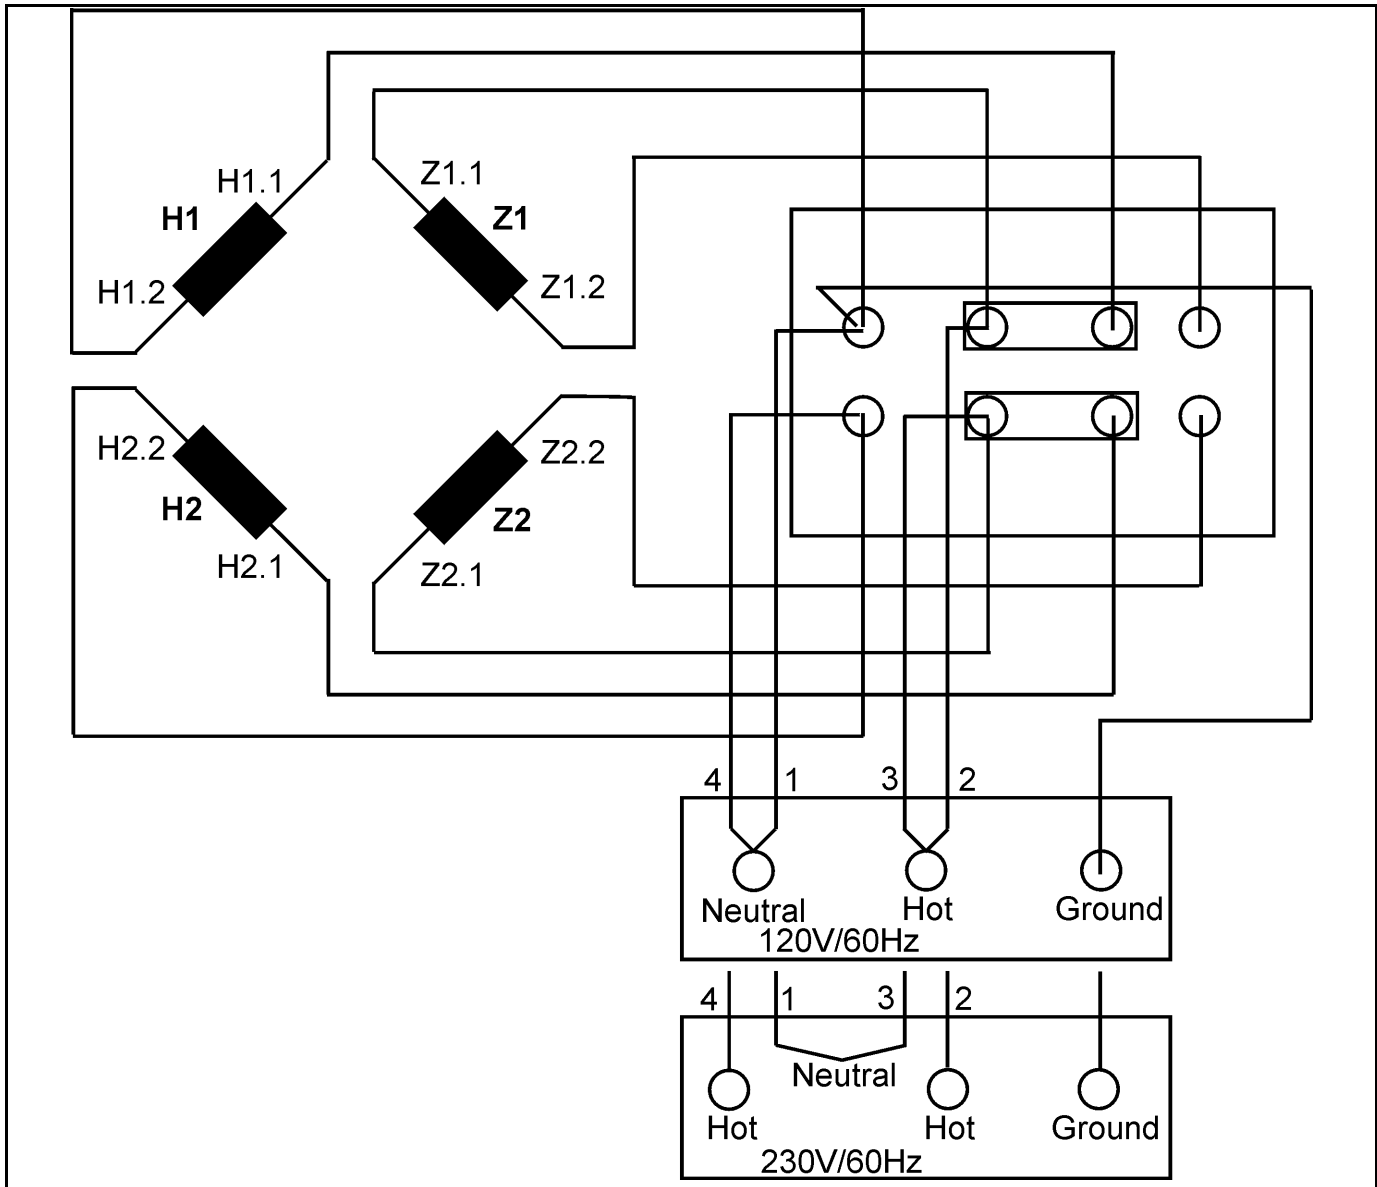 H1.1
H1
H1.2
Z1.1
Z1
Z1.2
H2.2
H2
H2.1
Z2.2
Z2
Z2.1
4 1 3 2
Neutral Hot Ground
120V/60Hz
4 1 3 2
Neutral
Hot Hot Ground
230V/60Hz